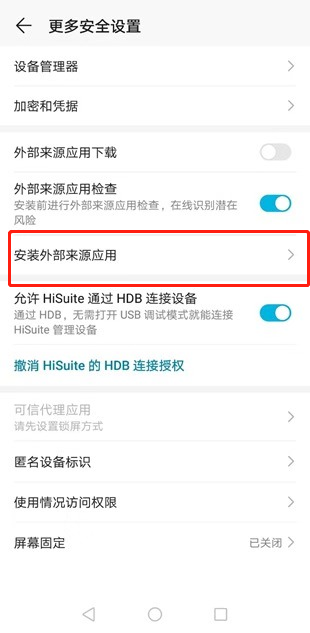 更多安全设置
设备管理器
加密和凭据
外部来源应用下载
外部来源应用检查
安装前进行外部来源应用检查，在线识别潜在
风险
安装外部来源应用
允许 HiSuite 通过 HDB 连接设备
通过 HDB，无需打开 USB 调试模式就能连接
HiSuite 管理设备
撤消 HiSuite 的 HDB 连接授权
可信代理应用
请先设置锁屏方式
匿名设备标识
使用情况访问权限
屏幕固定 已关闭